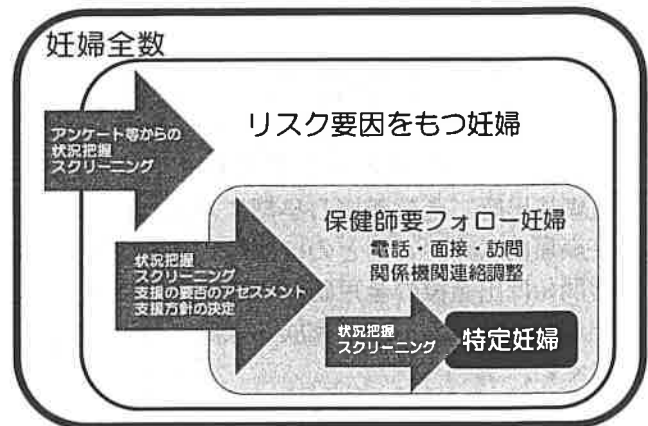 妊婦全数
リスク要因をもつ妊婦
アンケート等からの
状況把握
スクリーニング
保健師要フォロー妊婦
電話・面接・訪問
関係機関連絡調整
状況把握
スクリーニング
支援の要否のアセスメント
支援方針の決定
状況把握
スクリーニング
特定妊婦